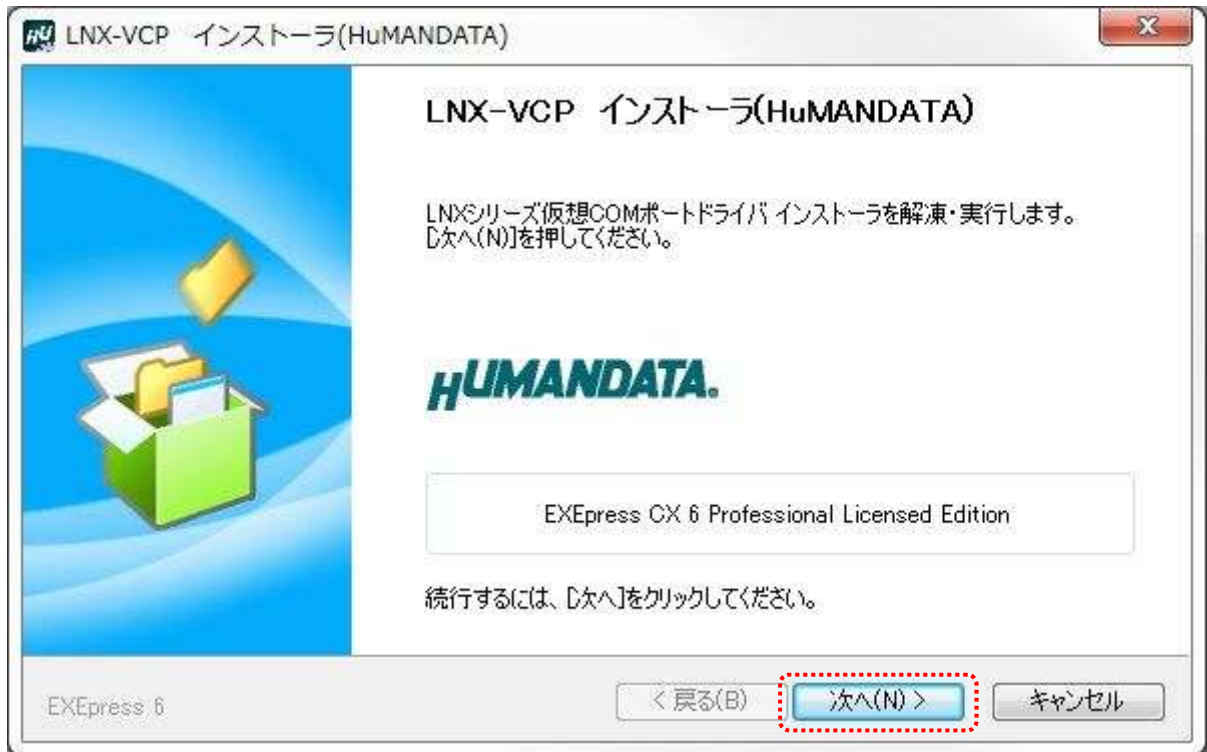 LNX-VCP インストーラ(HuMANDATA)
LNX-VCP インストーラ(HuMANDATA)
LNXシリーズ仮想COMポートドライバ インストーラを解凍・実行します。
[次へ(N)]を押してください。
HUMANDATA.
EXEpress CX 6 Professional Licensed Edition
続行するには、[次へ]をクリックしてください。
EXEpress 6
< 戻る(B) 次へ(N) > キャンセル